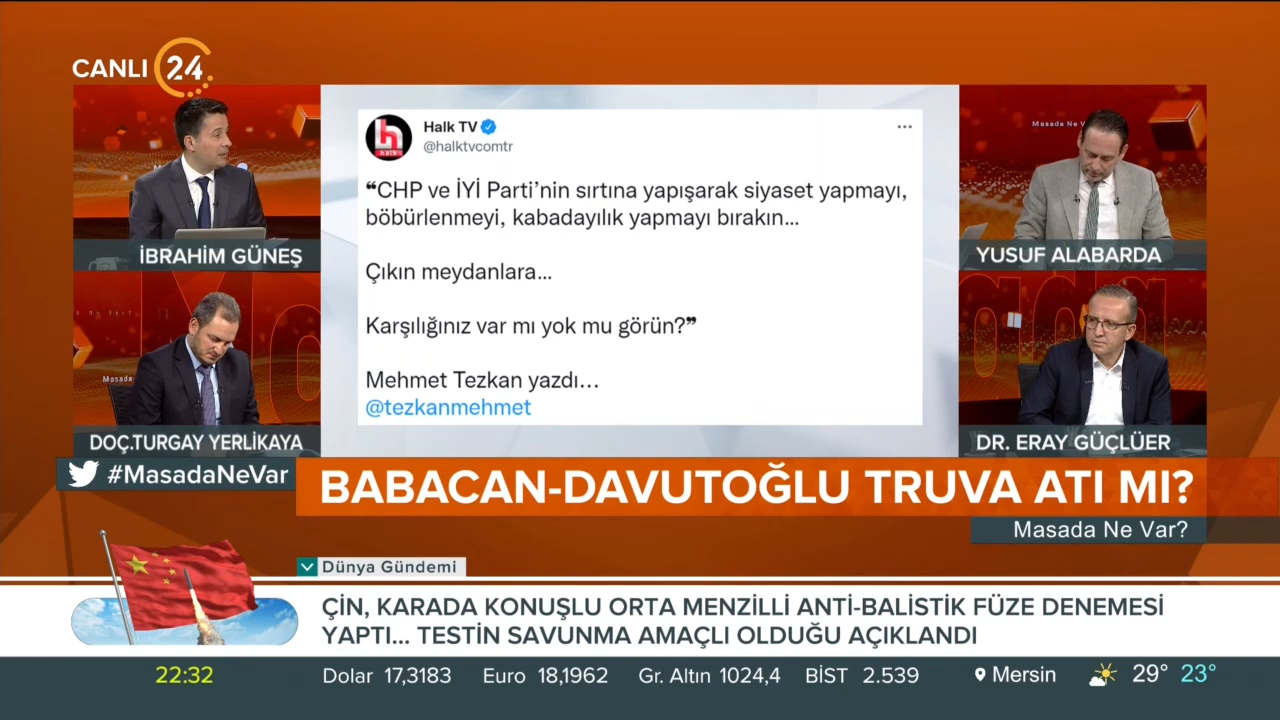 CANLI 24
Halk TV
@halktvcomtr
halk
❝CHP ve İYİ Parti’nin sırtına yapışarak siyaset yapmayı,
böbürlenmeyi, kabadayılık yapmayı bırakın...
Çıkın meydanlara...
Karşılığınız var mı yok mu görün?❞
Mehmet Tezkan yazdı...
@tezkanmehmet
İBRAHİM GÜNEŞ
Masada Ne V
YUSUF ALABARDA
Masada
DOÇ.TURGAY YERLİKAYA
DR. ERAY GÜÇLÜER
#MasadaNeVar
BABACAN-DAVUTOĞLU TRUVA ATI MI?
Masada Ne Var?
Dünya Gündemi
ÇİN, KARADA KONUŞLU ORTA MENZİLLİ ANTİ-BALİSTİK FÜZE DENEMESİ
YAPTI... TESTİN SAVUNMA AMAÇLI OLDUĞU AÇIKLANDI
22:32 Dolar 17,3183 Euro 18,1962 Gr. Altın 1024,4 BİST 2.539 Mersin 29° 23°